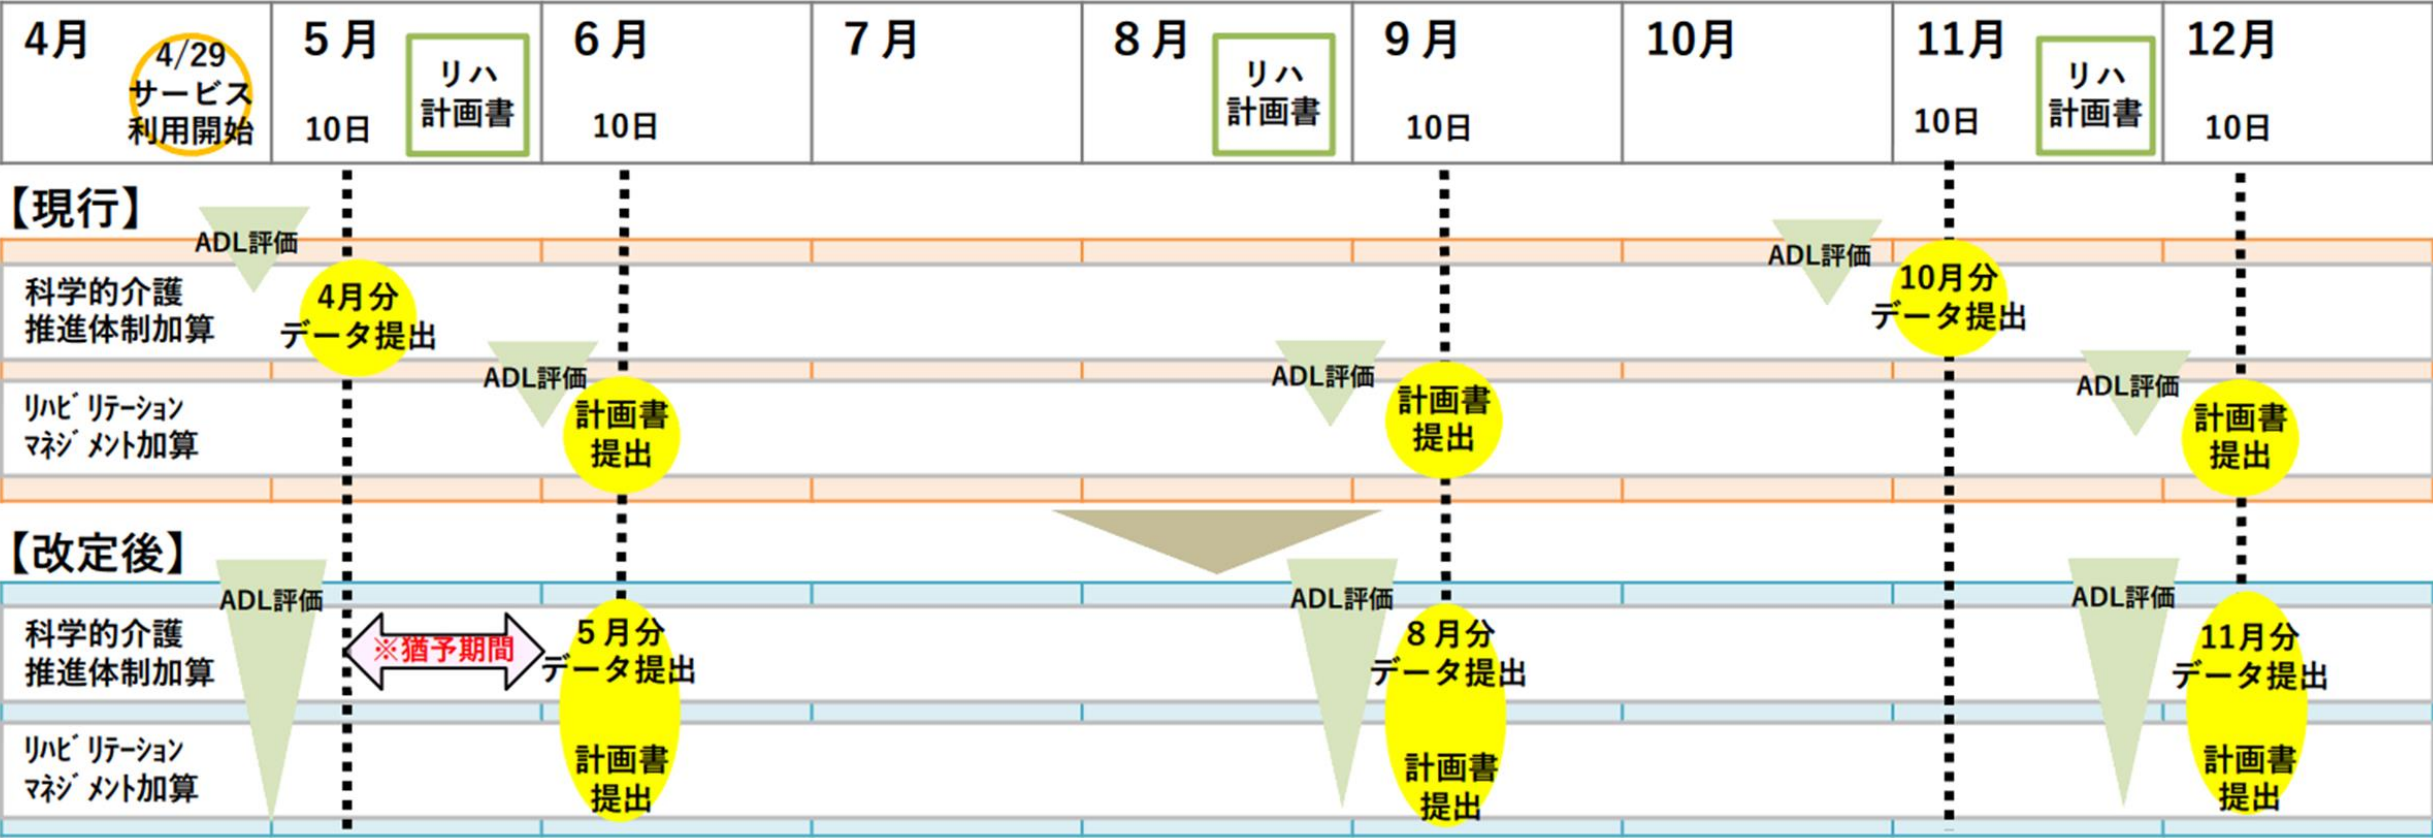 4月
4/29
サービス
利用開始
5月
10日
リハ
計画書
6月
10日
7月
8月
リハ
計画書
9月
10日
10月
11月
10日
リハ
計画書
12月
10日
【現行】
ADL評価
ADL評価
科学的介護
推進体制加算
4月分
データ提出
10月分
データ提出
ADL評価
ADL評価
ADL評価
ﾘﾊﾋﾞﾘﾃｰｼｮﾝ
ﾏﾈｼﾞﾒﾝﾄ加算
計画書
提出
計画書
提出
計画書
提出
【改定後】
ADL評価
ADL評価
ADL評価
科学的介護
推進体制加算
※猶予期間
5月分
データ提出
8月分
データ提出
11月分
データ提出
ﾘﾊﾋﾞﾘﾃｰｼｮﾝ
ﾏﾈｼﾞﾒﾝﾄ加算
計画書
提出
計画書
提出
計画書
提出